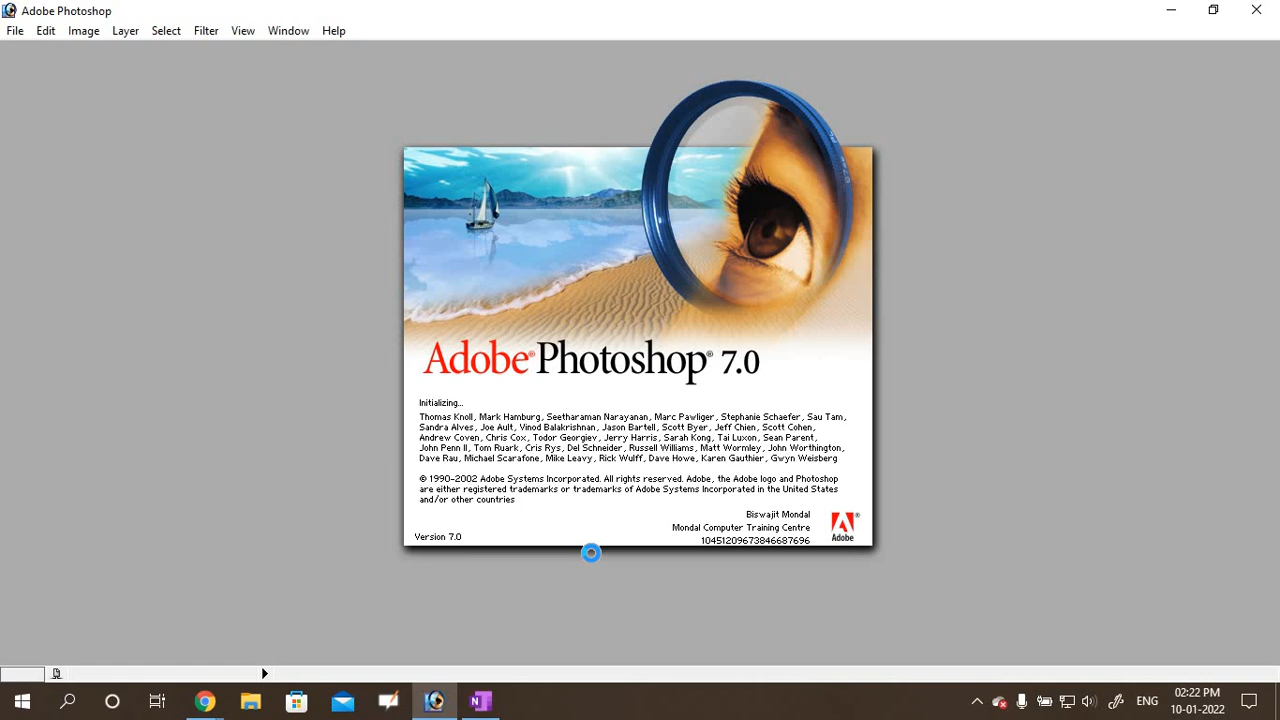 Adobe Photoshop
File Edit Image Layer Select Filter View Window Help
Adobe® Photoshop® 7.0
Initializing...
Thomas Knoll, Mark Hamburg, Seetharaman Narayanan, Marc Pawliger, Stephanie Schaefer, Sau Tam,
Sandra Alves, Joe Ault, Vinod Balakrishnan, Jason Bartell, Scott Byer, Jeff Chien, Scott Cohen,
Andrew Coven, Chris Cox, Todor Georgiev, Jerry Harris, Sarah Kong, Tai Luxon, Sean Parent,
John Penn II, Tom Ruark, Cris Rys, Del Schneider, Russell Williams, Matt Wormley, John Worthington,
Dave Rau, Michael Scarafone, Mike Leavy, Rick Wulff, Dave Howe, Karen Gauthier, Gwyn Weisberg
© 1990-2002 Adobe Systems Incorporated. All rights reserved. Adobe, the Adobe logo and Photoshop
are either registered trademarks or trademarks of Adobe Systems Incorporated in the United States
and/or other countries
Biswajit Mondal
Mondal Computer Training Centre
10451209673846687696
Version 7.0
Adobe
ENG
02:22 PM
10-01-2022